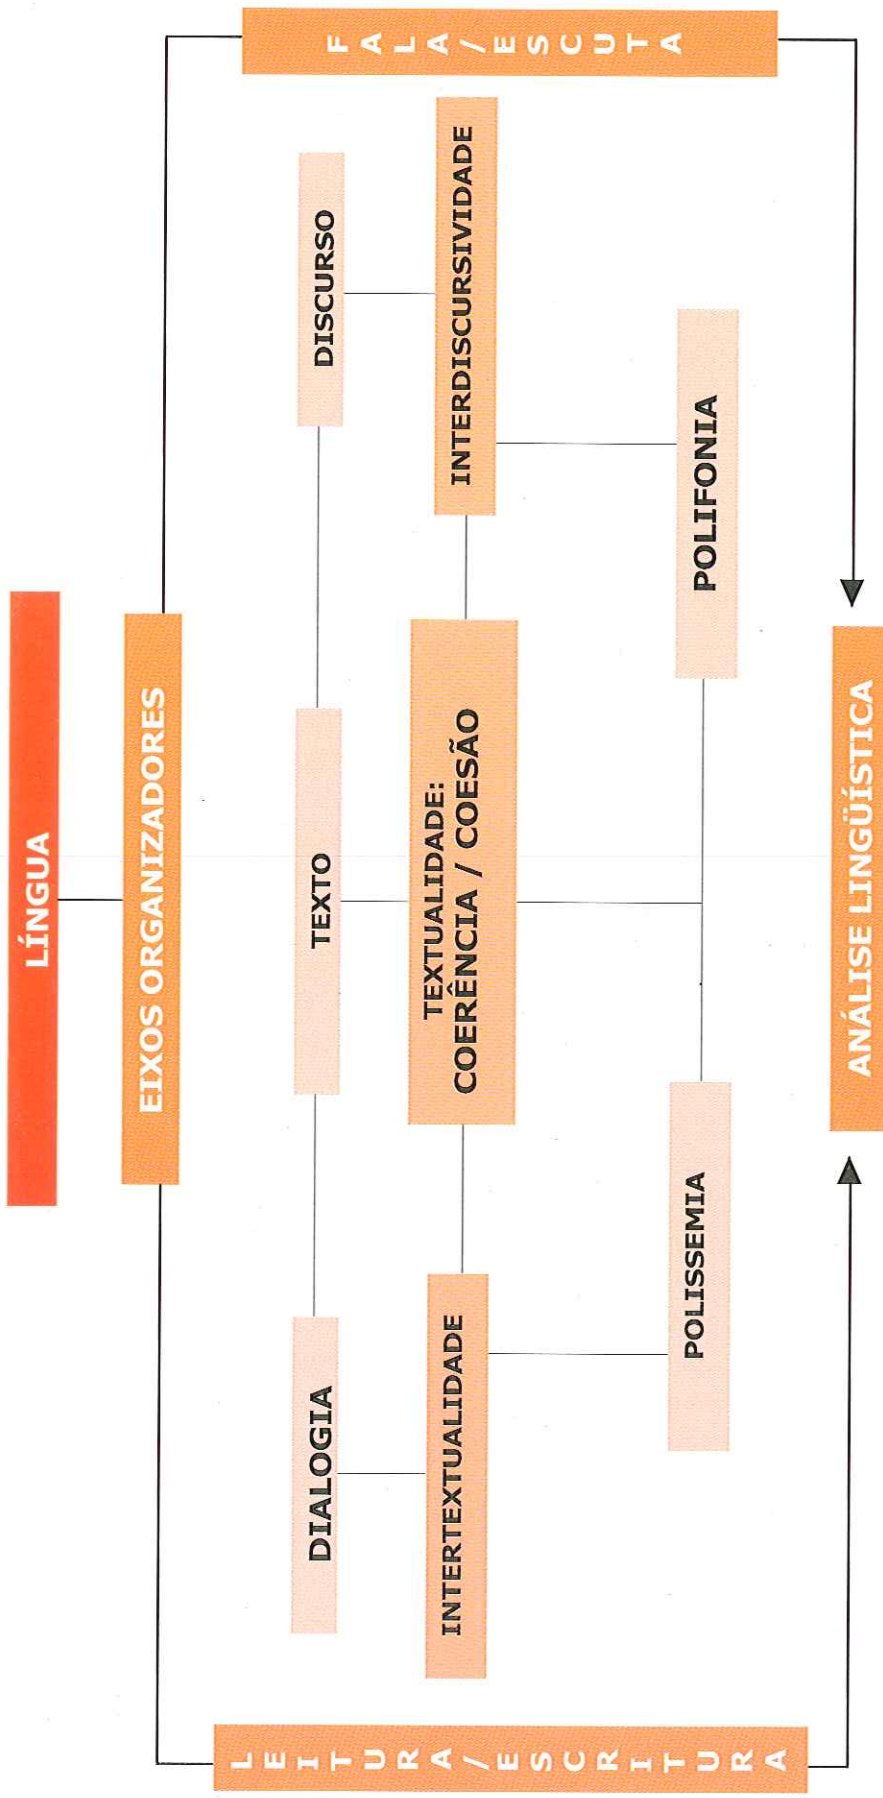 LÍNGUA
EIXOS ORGANIZADORES
LEITURA/ESCRITURA
FALA/ESCUTA
DIALOGIA
TEXTO
DISCURSO
INTERTEXTUALIDADE
TEXTUALIDADE:
COERÊNCIA / COESÃO
INTERDISCURSIVIDADE
POLISSEMIA
POLIFONIA
ANÁLISE LINGÜÍSTICA